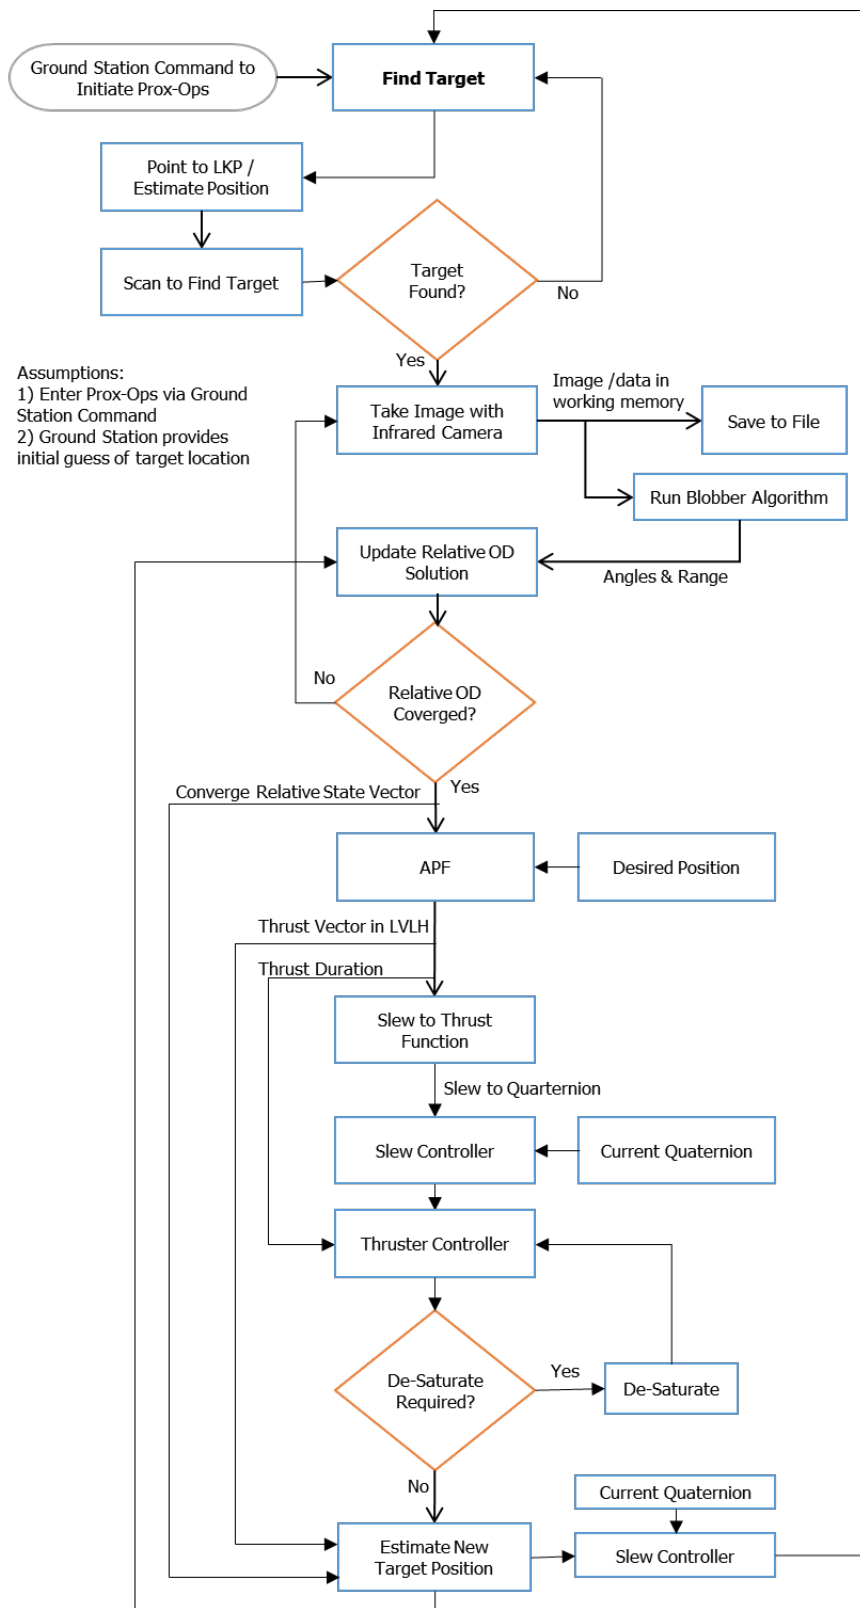 Ground Station Command to
Initiate Prox-Ops
Find Target
Point to LKP /
Estimate Position
Scan to Find Target
Target
Found?
No
Yes
Assumptions:
1) Enter Prox-Ops via Ground
Station Command
2) Ground Station provides
initial guess of target location
Take Image with
Infrared Camera
Image /data in
working memory
Save to File
Run Blobber Algorithm
Update Relative OD
Solution
Angles & Range
No
Relative OD
Coverged?
Yes
Converge Relative State Vector
APF
Desired Position
Thrust Vector in LVLH
Thrust Duration
Slew to Thrust
Function
Slew to Quarternion
Slew Controller
Current Quaternion
Thruster Controller
De-Saturate
Required?
Yes
De-Saturate
No
Current Quaternion
Estimate New
Target Position
Slew Controller